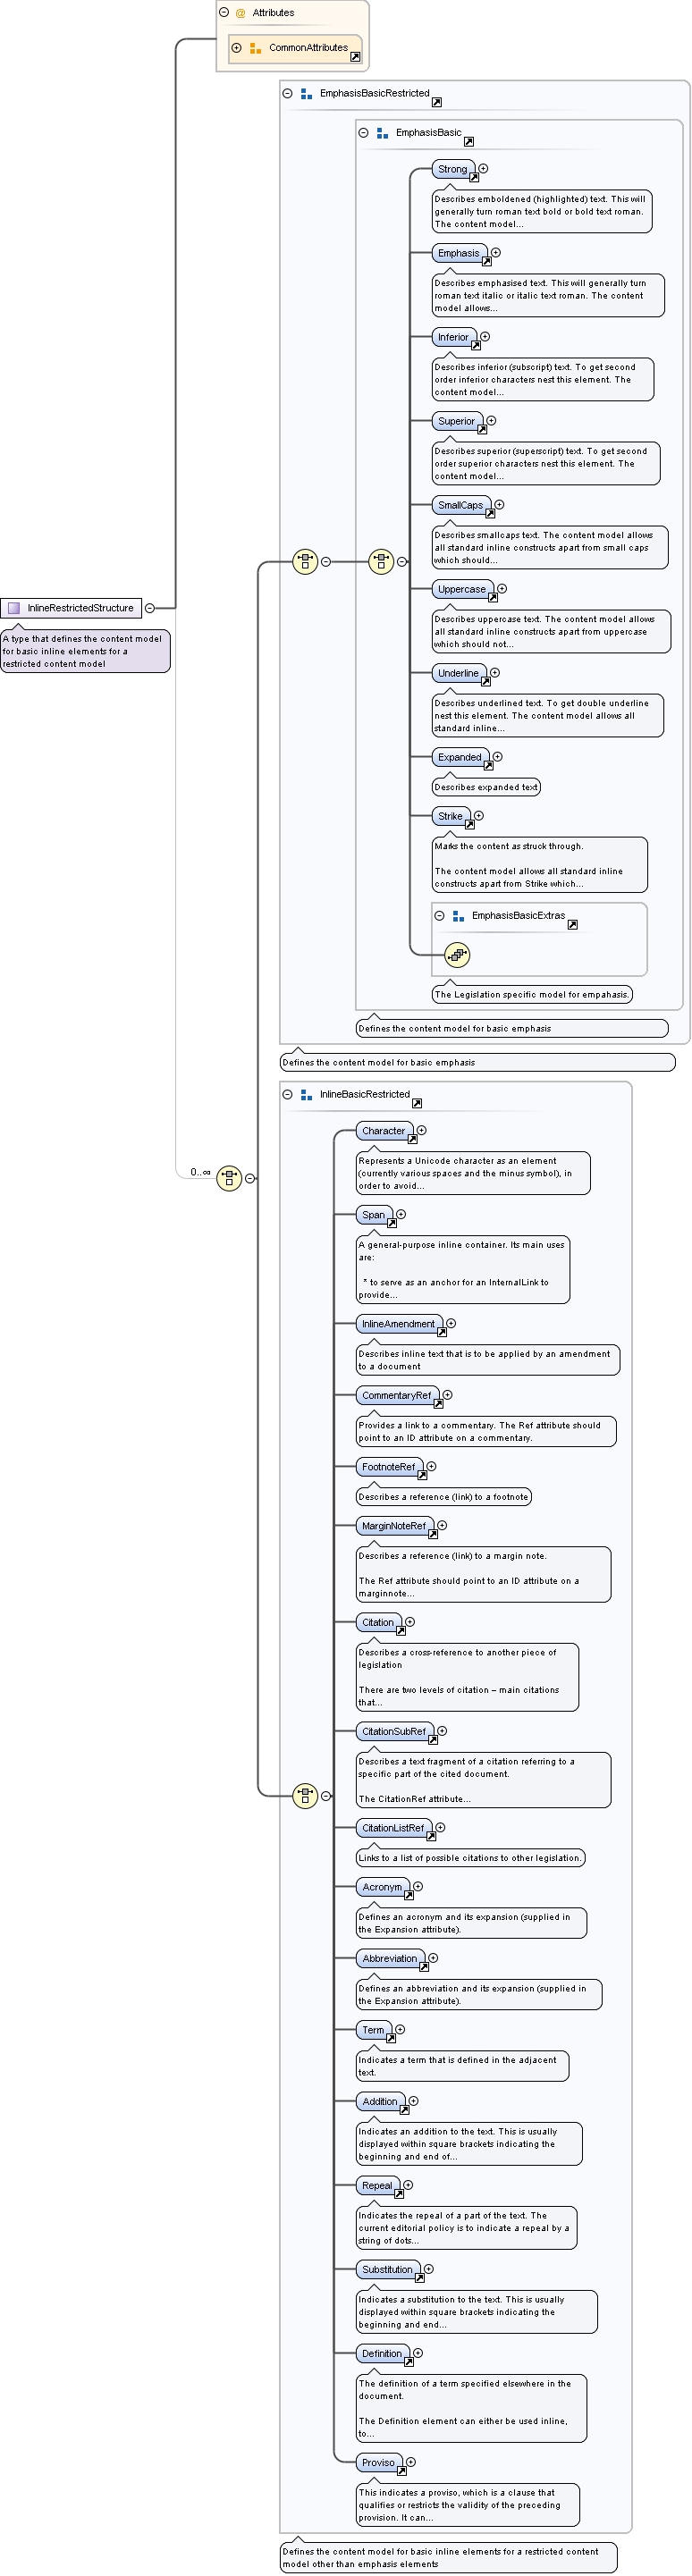 @ Attributes
CommonAttributes
EmphasisBasicRestricted
EmphasisBasic
Strong
Describes emboldened (highlighted) text. This will
generally turn roman text bold or bold text roman.
The content model...
Emphasis
Describes emphasised text. This will generally turn
roman text italic or italic text roman. The content
model allows...
Inferior
Describes inferior (subscript) text. To get second
order inferior characters nest this element. The
content model...
Superior
Describes superior (superscript) text. To get second
order superior characters nest this element. The
content model...
SmallCaps
Describes smallcaps text. The content model allows
all standard inline constructs apart from small caps
which should...
Uppercase
Describes uppercase text. The content model allows
all standard inline constructs apart from uppercase
which should not...
InlineRestrictedStructure
A type that defines the content model
for basic inline elements for a
restricted content model
Underline
Describes underlined text. To get double underline
nest this element. The content model allows all
standard inline...
Expanded
Describes expanded text
Strike
Marks the content as struck through.
The content model allows all standard inline
constructs apart from Strike which...
EmphasisBasicExtras
The Legislation specific model for empahasis.
Defines the content model for basic emphasis
Defines the content model for basic emphasis
InlineBasicRestricted
Character
Represents a Unicode character as an element
(currently various spaces and the minus symbol), in
order to avoid...
0..∞
Span
A general-purpose inline container. Its main uses
are:
* to serve as an anchor for an InternalLink to
provide...
InlineAmendment
Describes inline text that is to be applied by an amendment
to a document
CommentaryRef
Provides a link to a commentary. The Ref attribute should
point to an ID attribute on a commentary.
FootnoteRef
Describes a reference (link) to a footnote
MarginNoteRef
Describes a reference (link) to a margin note.
The Ref attribute should point to an ID attribute on a
marginnote...
Citation
Describes a cross-reference to another piece of
legislation
There are two levels of citation – main citations
that...
CitationSubRef
Describes a text fragment of a citation referring to a
specific part of the cited document.
The CitationRef attribute...
CitationListRef
Links to a list of possible citations to other legislation.
Acronym
Defines an acronym and its expansion (supplied in
the Expansion attribute).
Abbreviation
Defines an abbreviation and its expansion (supplied in
the Expansion attribute).
Term
Indicates a term that is defined in the adjacent
text.
Addition
Indicates an addition to the text. This is usually
displayed within square brackets indicating the
beginning and end of...
Repeal
Indicates the repeal of a part of the text. The
current editorial policy is to indicate a repeal by a
string of dots...
Substitution
Indicates a substitution to the text. This is usually
displayed within square brackets indicating the
beginning and end...
Definition
The definition of a term specified elsewhere in the
document.
The Definition element can either be used inline,
to...
Proviso
This indicates a proviso, which is a clause that
qualifies or restricts the validity of the preceding
provision. It can...
Defines the content model for basic inline elements for a restricted content
model other than emphasis elements